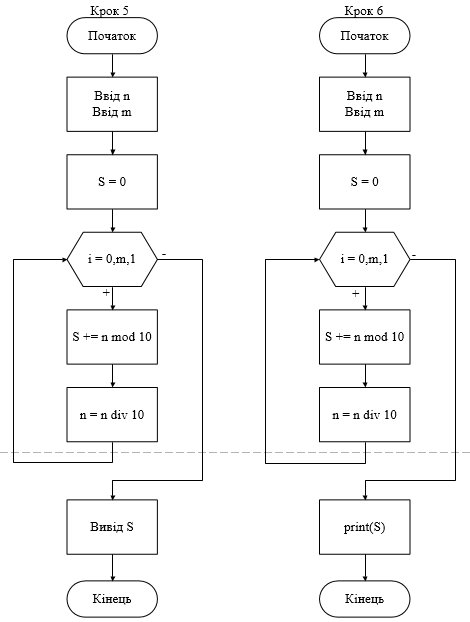 Крок 5
Початок
Ввід n
Ввід m
S = 0
i = 0,m,1
-
+
S += n mod 10
n = n div 10
Вивід S
Кінець
Крок 6
Початок
Ввід n
Ввід m
S = 0
i = 0,m,1
-
+
S += n mod 10
n = n div 10
print(S)
Кінець